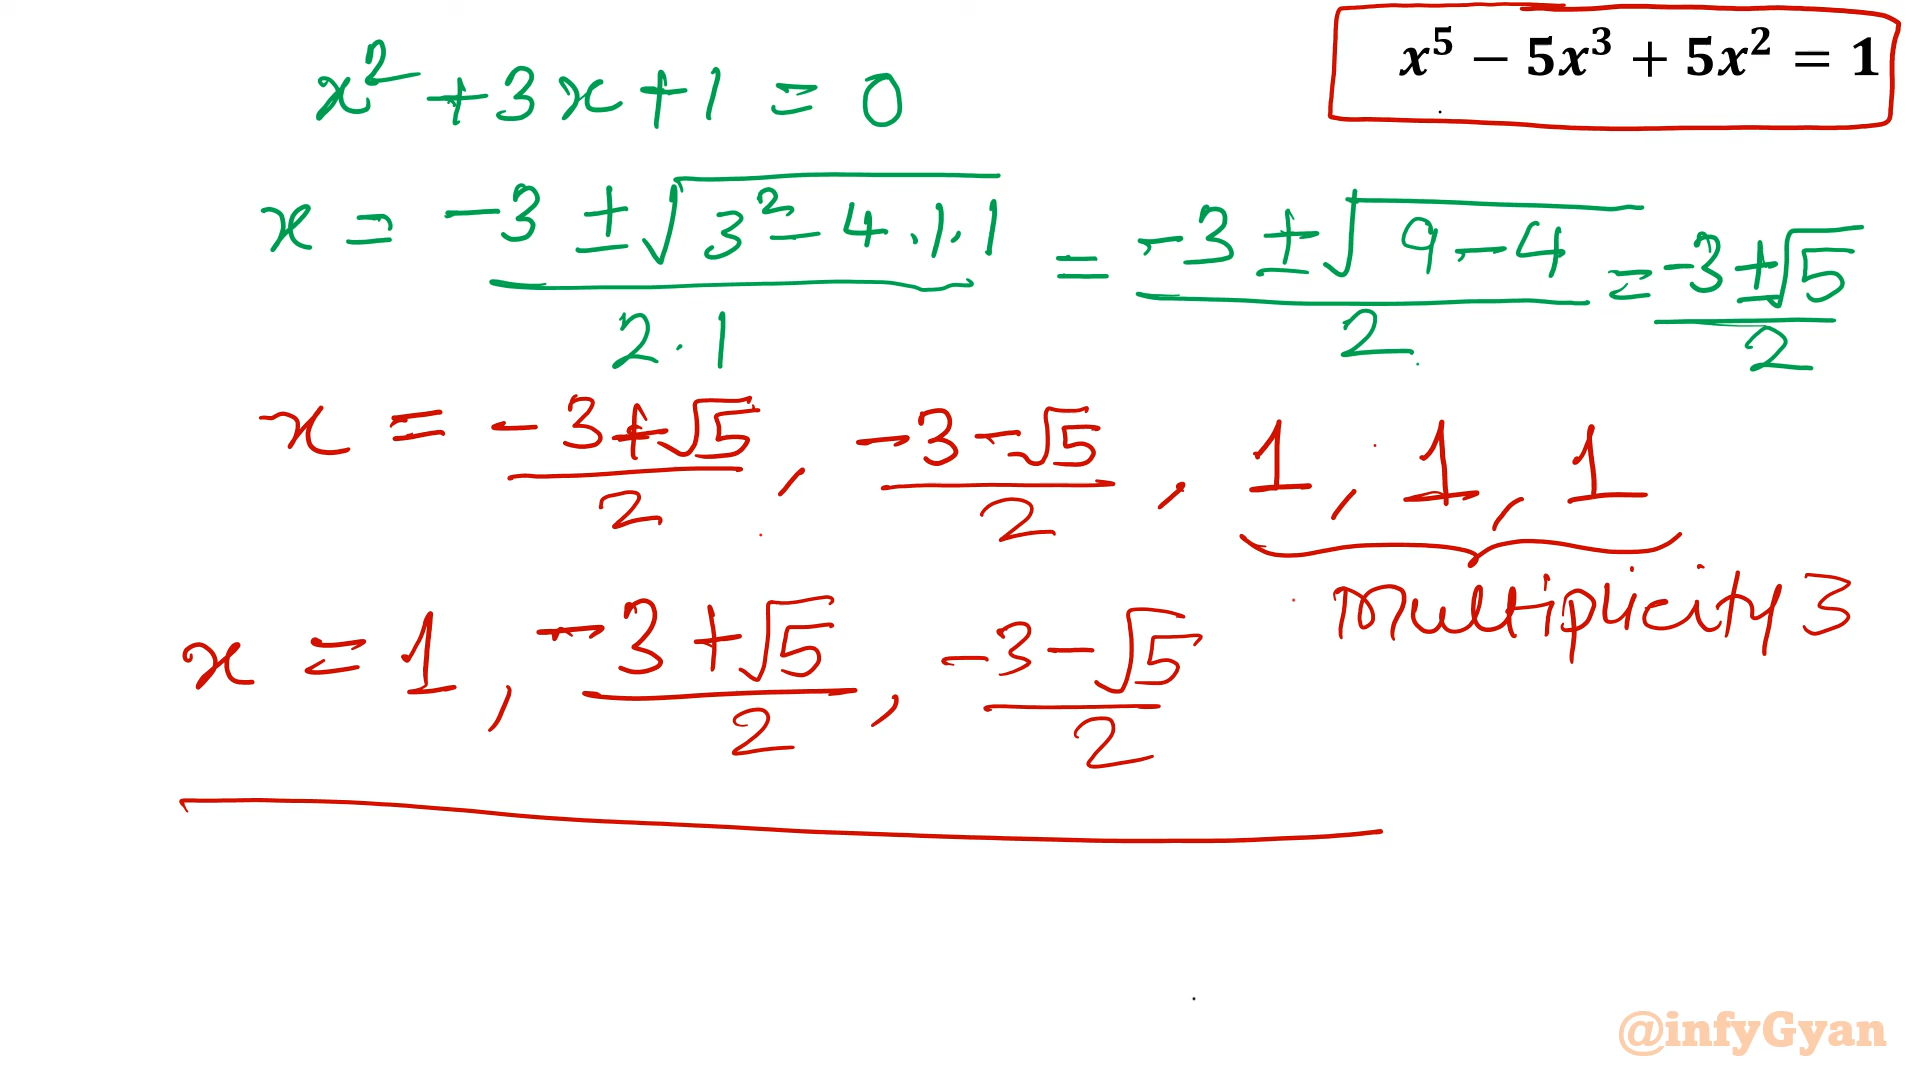 x⁵ − 5x³ + 5x² = 1
x² + 3x + 1 = 0
x = (-3 ± √(3² - 4.1.1))/(2.1) = (-3 ± √(9 - 4))/2 = (-3 ± √5)/2
x = (-3 + √5)/2 , (-3 - √5)/2 , 1 , 1 , 1
multiplicity 3
x = 1 , (-3 + √5)/2 , (-3 - √5)/2
@infyGyan